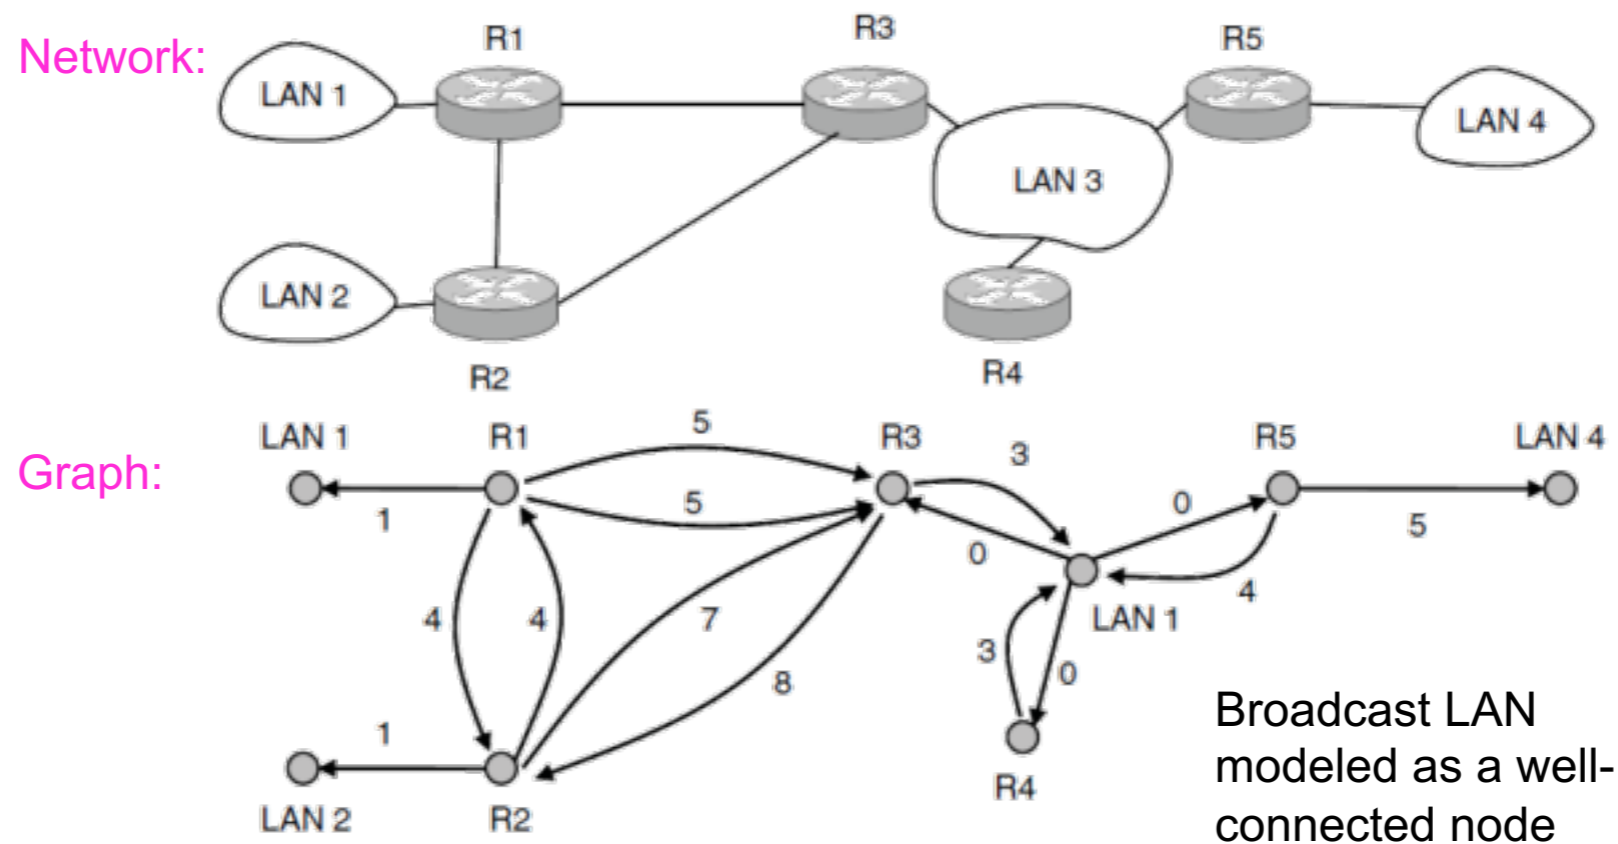 Network:
R1
R3
R5
LAN 1
LAN 4
LAN 3
LAN 2
R2
R4
Graph:
LAN 1
R1
5
R3
3
R5
LAN 4
1
5
0
0
5
4
4
4
7
LAN 1
3
0
8
1
LAN 2
R2
R4
Broadcast LAN
modeled as a well-
connected node